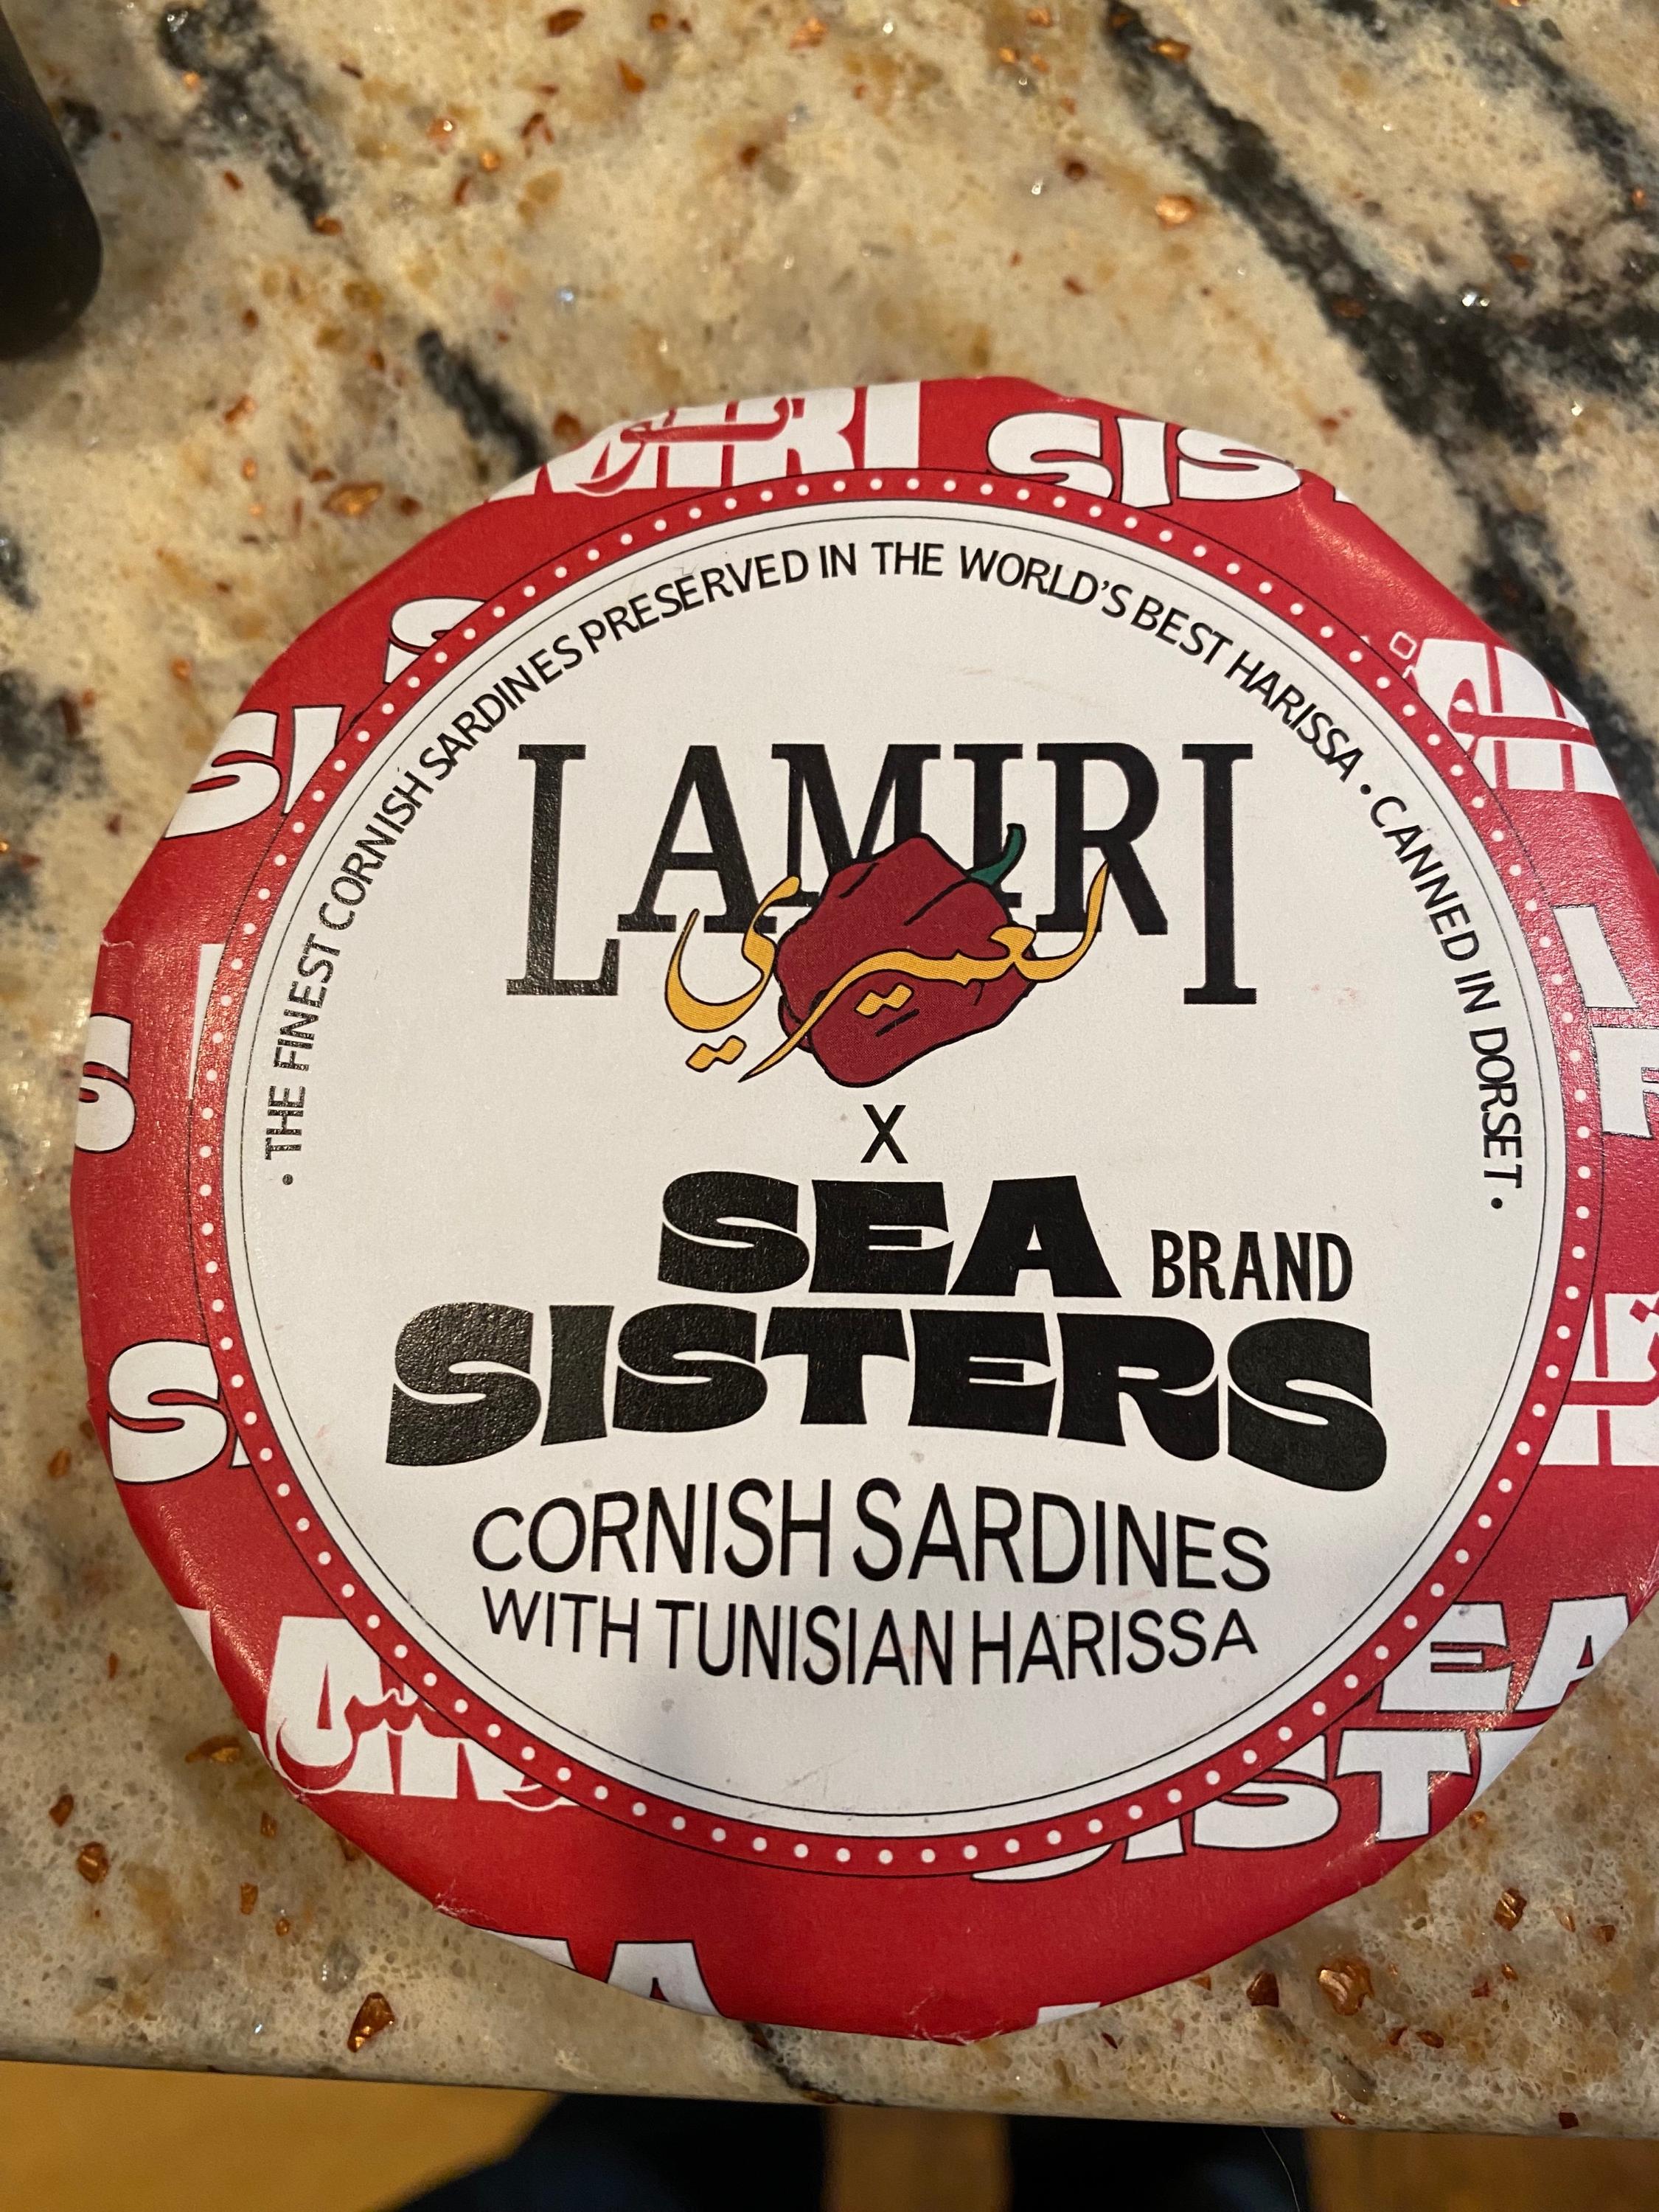 · THE FINEST CORNISH SARDINES PRESERVED IN THE WORLD'S BEST HARISSA · CANNED IN DORSET ·
LAMIRI
لعميري
X
SEA BRAND
SISTERS
CORNISH SARDINES
WITH TUNISIAN HARISSA